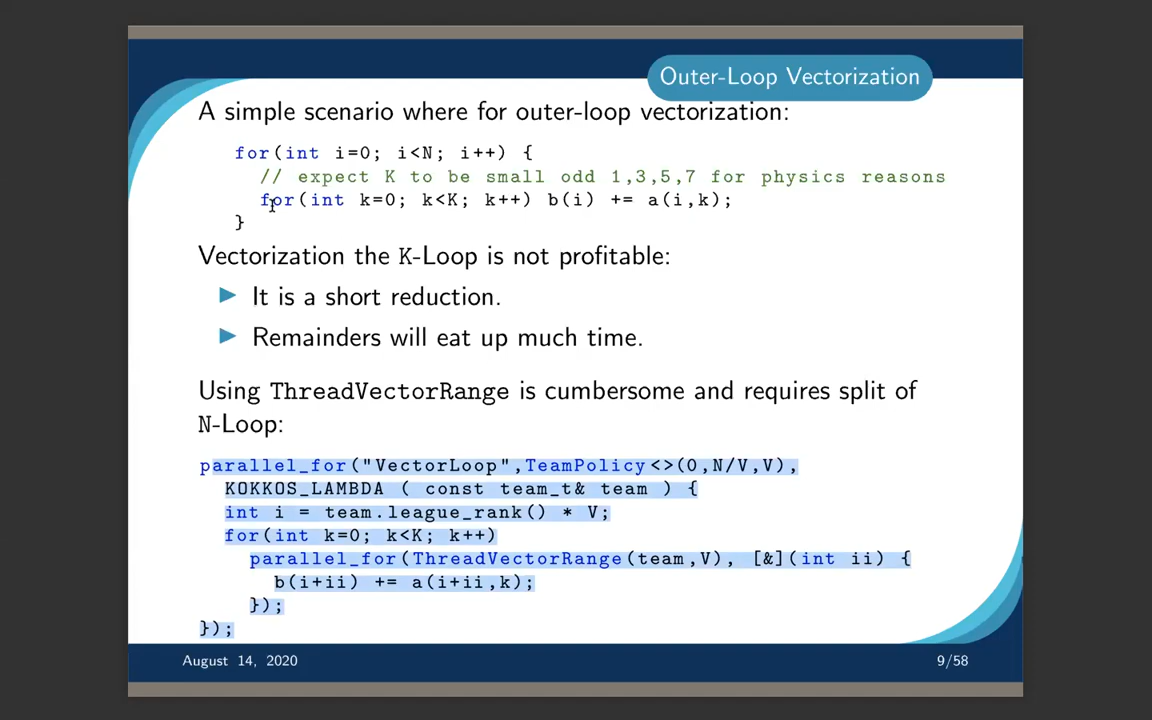 Outer-Loop Vectorization
A simple scenario where for outer-loop vectorization:
for(int i=0; i<N; i++) {
// expect K to be small odd 1,3,5,7 for physics reasons
for(int k=0; k<K; k++) b(i) += a(i,k);
}
Vectorization the K-Loop is not profitable:
It is a short reduction.
Remainders will eat up much time.
Using ThreadVectorRange is cumbersome and requires split of
N-Loop:
parallel_for("VectorLoop",TeamPolicy<>(0,N/V,V),
KOKKOS_LAMBDA ( const team_t& team ) {
int i = team.league_rank() * V;
for(int k=0; k<K; k++)
parallel_for(ThreadVectorRange(team,V), [&](int ii) {
b(i+ii) += a(i+ii,k);
});
});
August 14, 2020
9/58